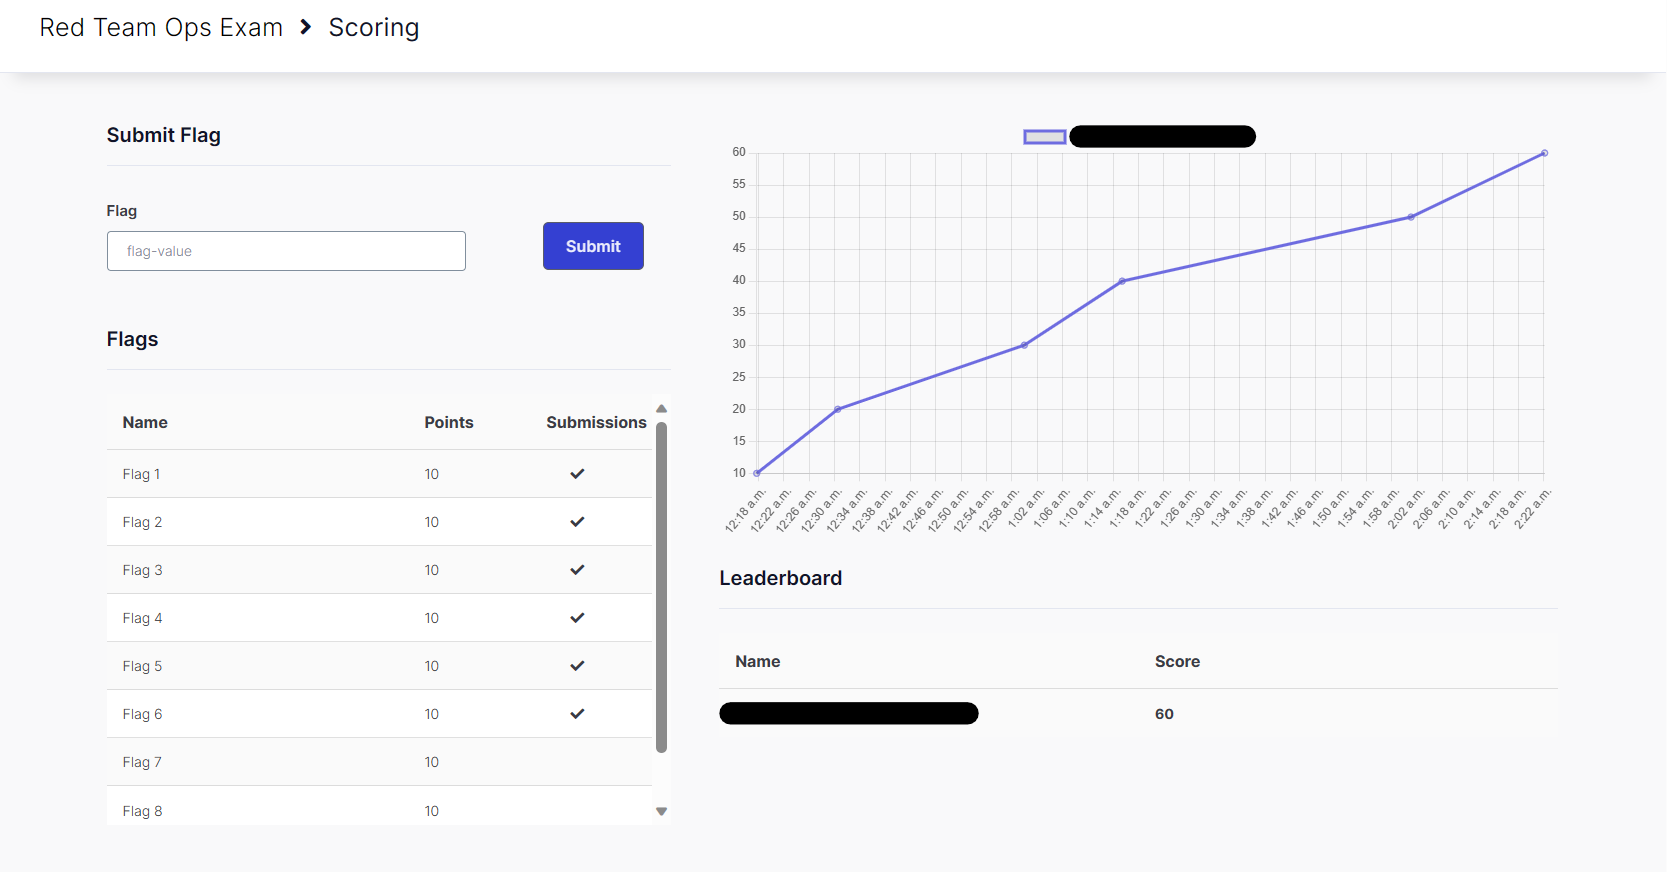 Red Team Ops Exam > Scoring
Submit Flag
Flag
flag-value
Submit
Flags
Name Points Submissions
Flag 1 10 ✔
Flag 2 10 ✔
Flag 3 10 ✔
Flag 4 10 ✔
Flag 5 10 ✔
Flag 6 10 ✔
Flag 7 10
Flag 8 10
60
55
50
45
40
35
30
25
20
15
10
12:18 a.m. 12:22 a.m. 12:26 a.m. 12:30 a.m. 12:34 a.m. 12:38 a.m. 12:42 a.m. 12:46 a.m. 12:50 a.m. 12:54 a.m. 12:58 a.m. 1:02 a.m. 1:06 a.m. 1:10 a.m. 1:14 a.m. 1:18 a.m. 1:22 a.m. 1:26 a.m. 1:30 a.m. 1:34 a.m. 1:38 a.m. 1:42 a.m. 1:46 a.m. 1:50 a.m. 1:54 a.m. 1:58 a.m. 2:02 a.m. 2:06 a.m. 2:10 a.m. 2:14 a.m. 2:18 a.m. 2:22 a.m.
Leaderboard
Name Score
60